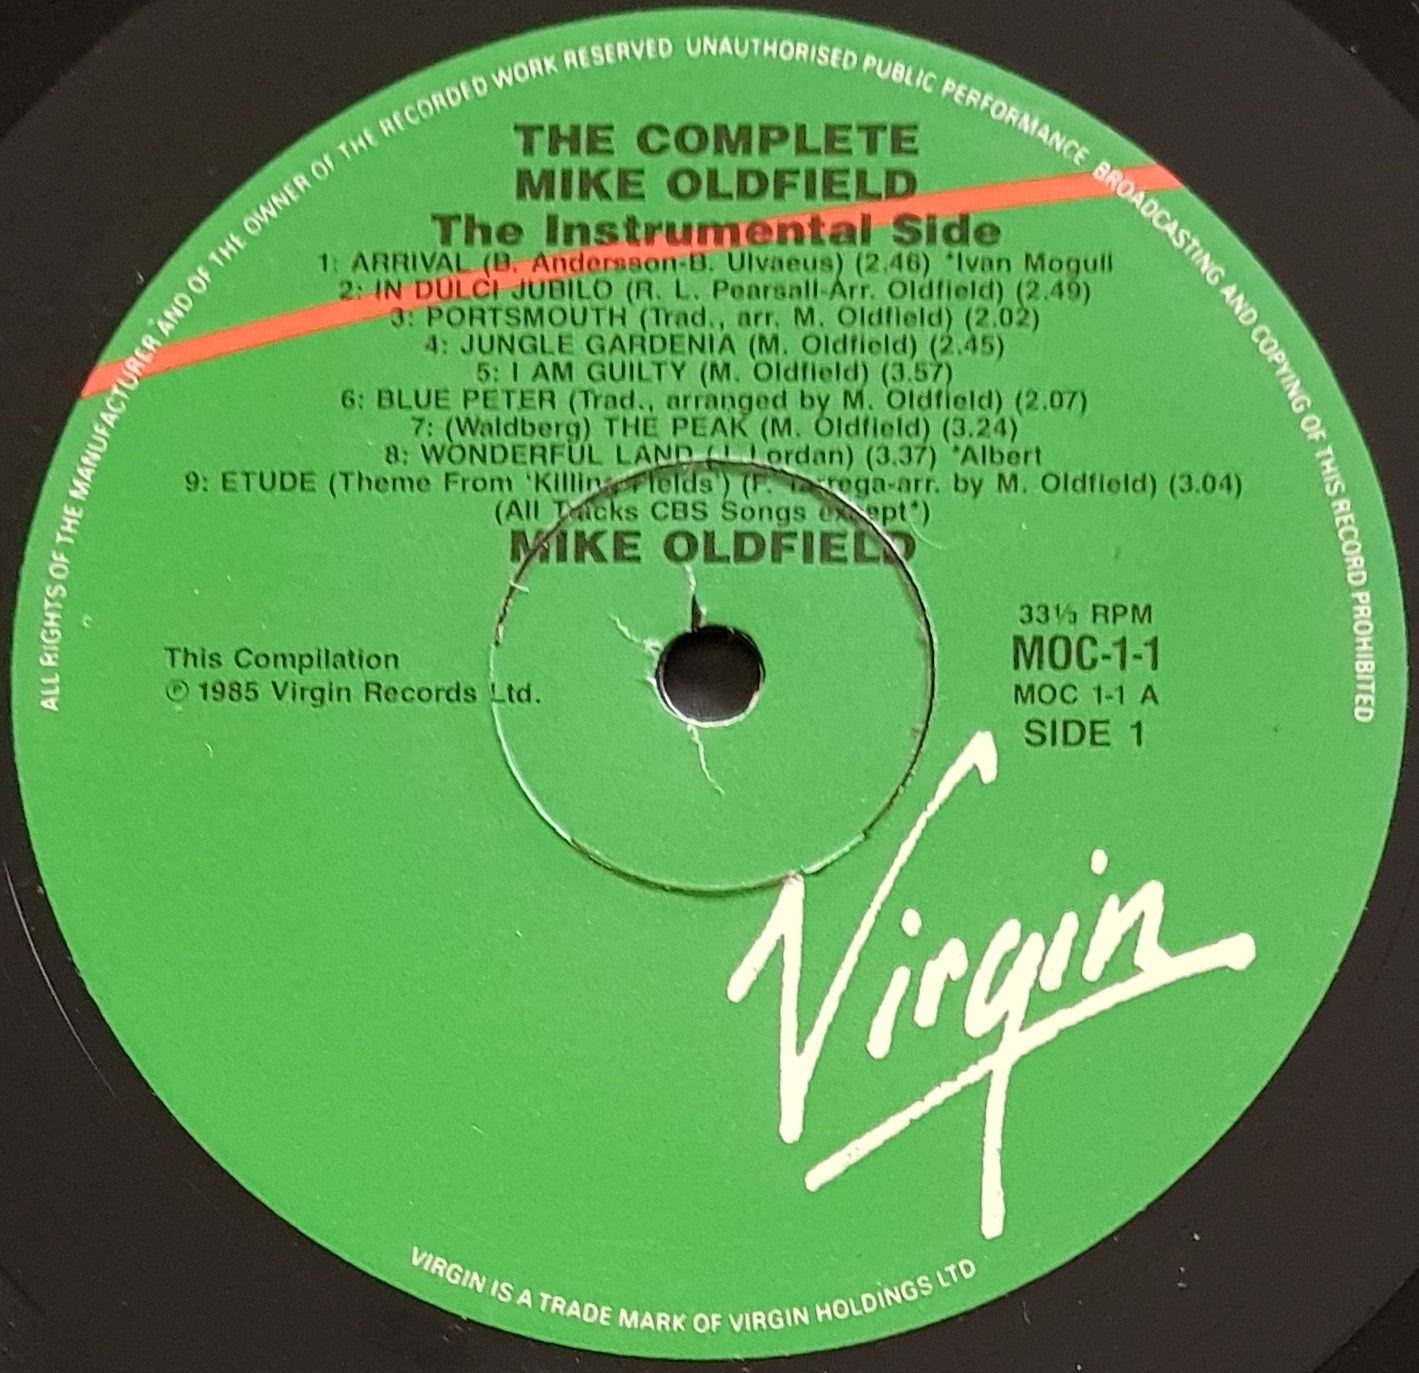 ALL RIGHTS OF THE MANUFACTURER AND OF THE OWNER OF THE RECORDED WORK RESERVED UNAUTHORISED PUBLIC PERFORMANCE BROADCASTING AND COPYING OF THIS RECORD PROHIBITED
THE COMPLETE
MIKE OLDFIELD
The Instrumental Side
1: ARRIVAL (B. Andersson-B. Ulvaeus) (2.46) *Ivan Mogull
2: IN DULCI JUBILO (R. L. Pearsall-Arr. Oldfield) (2.49)
3: PORTSMOUTH (Trad., arr. M. Oldfield) (2.02)
4: JUNGLE GARDENIA (M. Oldfield) (2.45)
5: I AM GUILTY (M. Oldfield) (3.57)
6: BLUE PETER (Trad., arranged by M. Oldfield) (2.07)
7: (Waldberg) THE PEAK (M. Oldfield) (3.24)
8: WONDERFUL LAND (J. Lordan) (3.37) *Albert
9: ETUDE (Theme From 'Killing Fields') (F. Tarrega-arr. by M. Oldfield) (3.04)
(All Tracks CBS Songs except*)
MIKE OLDFIELD
33⅓ RPM
MOC-1-1
MOC 1-1 A
SIDE 1
This Compilation
℗ 1985 Virgin Records Ltd.
Virgin
VIRGIN IS A TRADE MARK OF VIRGIN HOLDINGS LTD